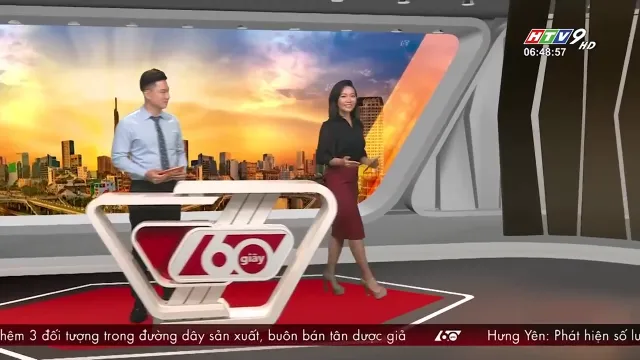 HTV9 HD
06:48:57
60 giây
hêm 3 đối tượng trong đường dây sản xuất, buôn bán tân dược giả 60 Hưng Yên: Phát hiện số lư